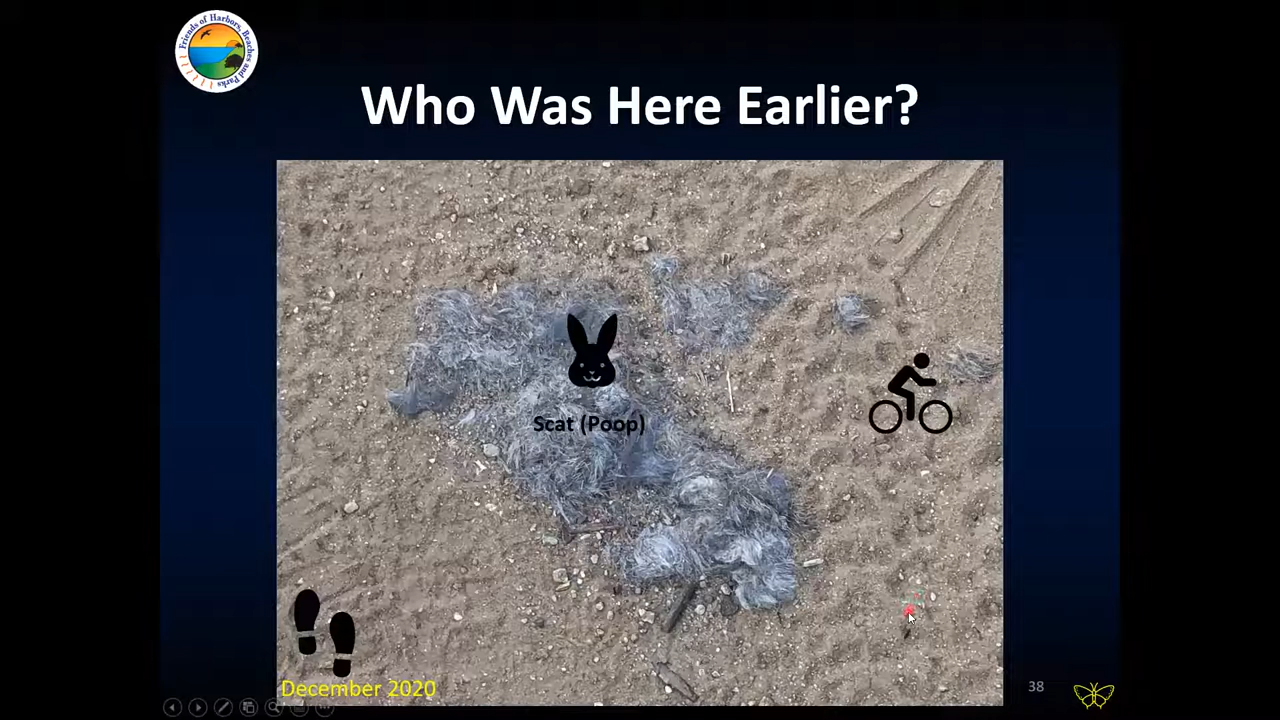 Friends of Harbors, Beaches and Parks
Who Was Here Earlier?
Scat (Poop)
December 2020
38